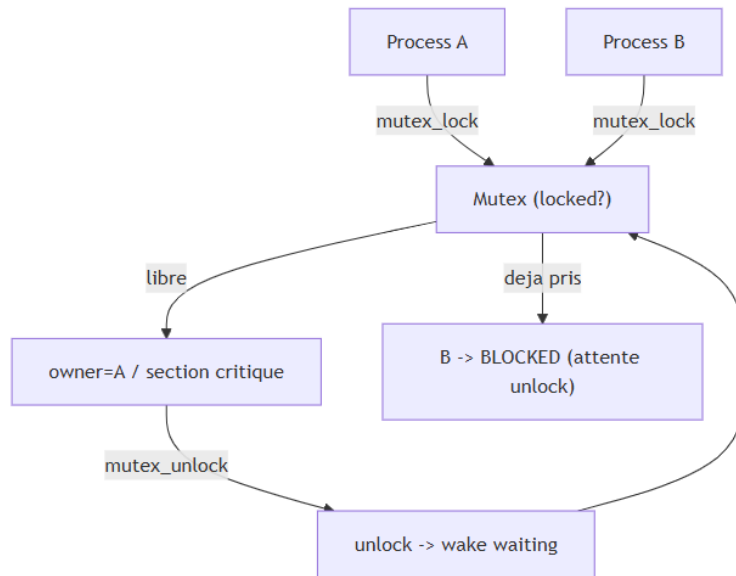 Process A
Process B
mutex_lock
mutex_lock
Mutex (locked?)
libre
deja pris
owner=A / section critique
B -> BLOCKED (attente
unlock)
mutex_unlock
unlock -> wake waiting